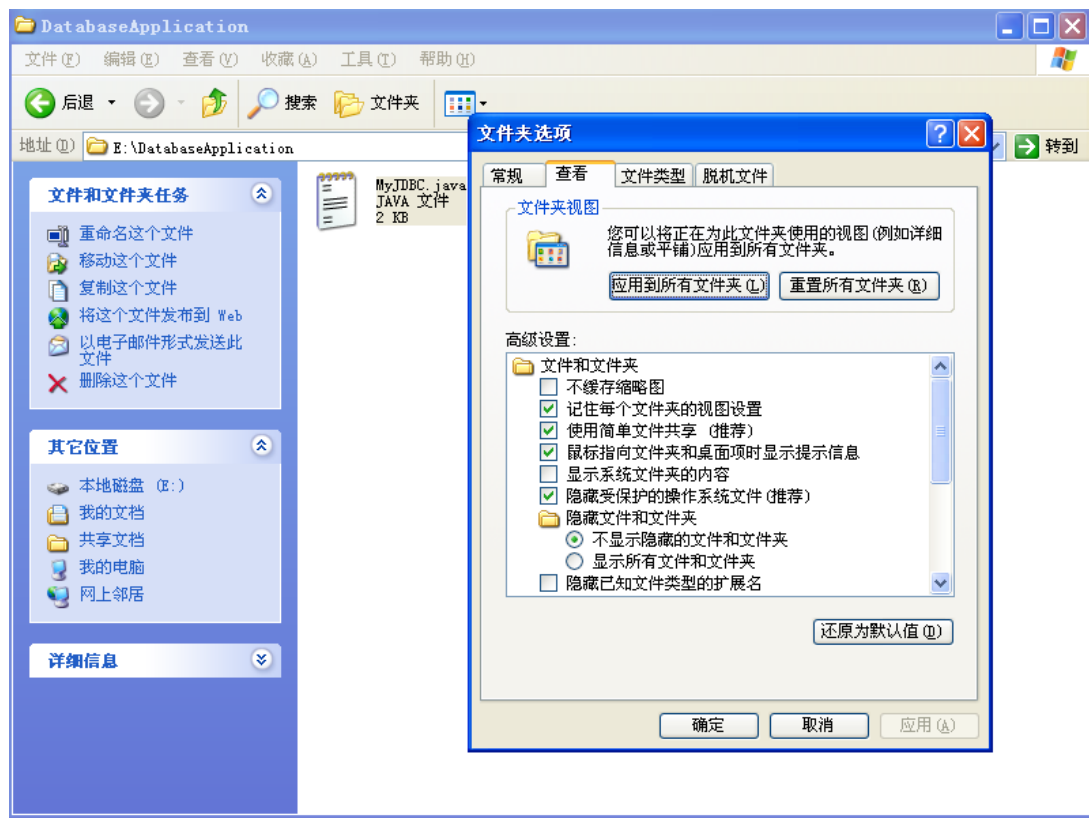 DatabaseApplication
文件(F) 编辑(E) 查看(V) 收藏(A) 工具(T) 帮助(H)
后退 搜索 文件夹
地址(D) E:\DatabaseApplication 转到
文件和文件夹任务
重命名这个文件
移动这个文件
复制这个文件
将这个文件发布到 Web
以电子邮件形式发送此
文件
删除这个文件
其它位置
本地磁盘 (E:)
我的文档
共享文档
我的电脑
网上邻居
详细信息
MyJDBC.java
JAVA 文件
2 KB
文件夹选项
常规 查看 文件类型 脱机文件
文件夹视图
您可以将正在为此文件夹使用的视图(例如详细
信息或平铺)应用到所有文件夹。
应用到所有文件夹(L) 重置所有文件夹(R)
高级设置:
文件和文件夹
不缓存缩略图
记住每个文件夹的视图设置
使用简单文件共享 (推荐)
鼠标指向文件夹和桌面项时显示提示信息
显示系统文件夹的内容
隐藏受保护的操作系统文件(推荐)
隐藏文件和文件夹
不显示隐藏的文件和文件夹
显示所有文件和文件夹
隐藏已知文件类型的扩展名
还原为默认值(D)
确定 取消 应用(A)